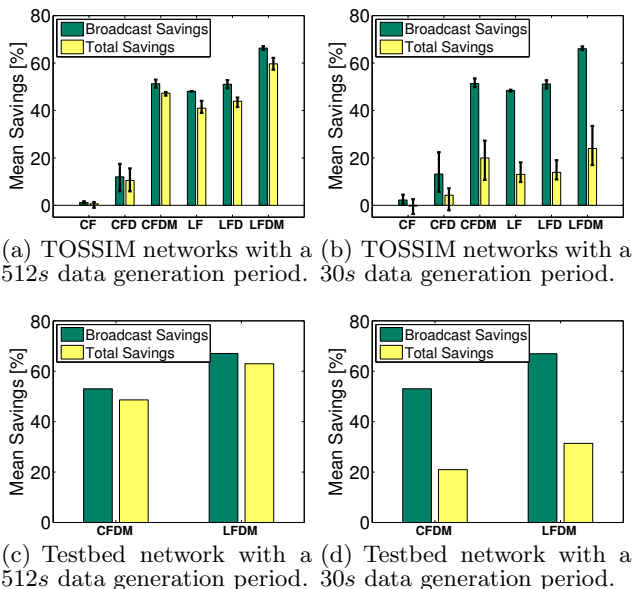 80
60
40
20
0
Mean Savings [%]
Broadcast Savings
Total Savings
CF CFD CFDM LF LFD LFDM
80
60
40
20
0
Mean Savings [%]
Broadcast Savings
Total Savings
CF CFD CFDM LF LFD LFDM
(a) TOSSIM networks with a
512s data generation period.
(b) TOSSIM networks with a
30s data generation period.
80
60
40
20
0
Mean Savings [%]
Broadcast Savings
Total Savings
CFDM LFDM
80
60
40
20
0
Mean Savings [%]
Broadcast Savings
Total Savings
CFDM LFDM
(c) Testbed network with a
512s data generation period.
(d) Testbed network with a
30s data generation period.